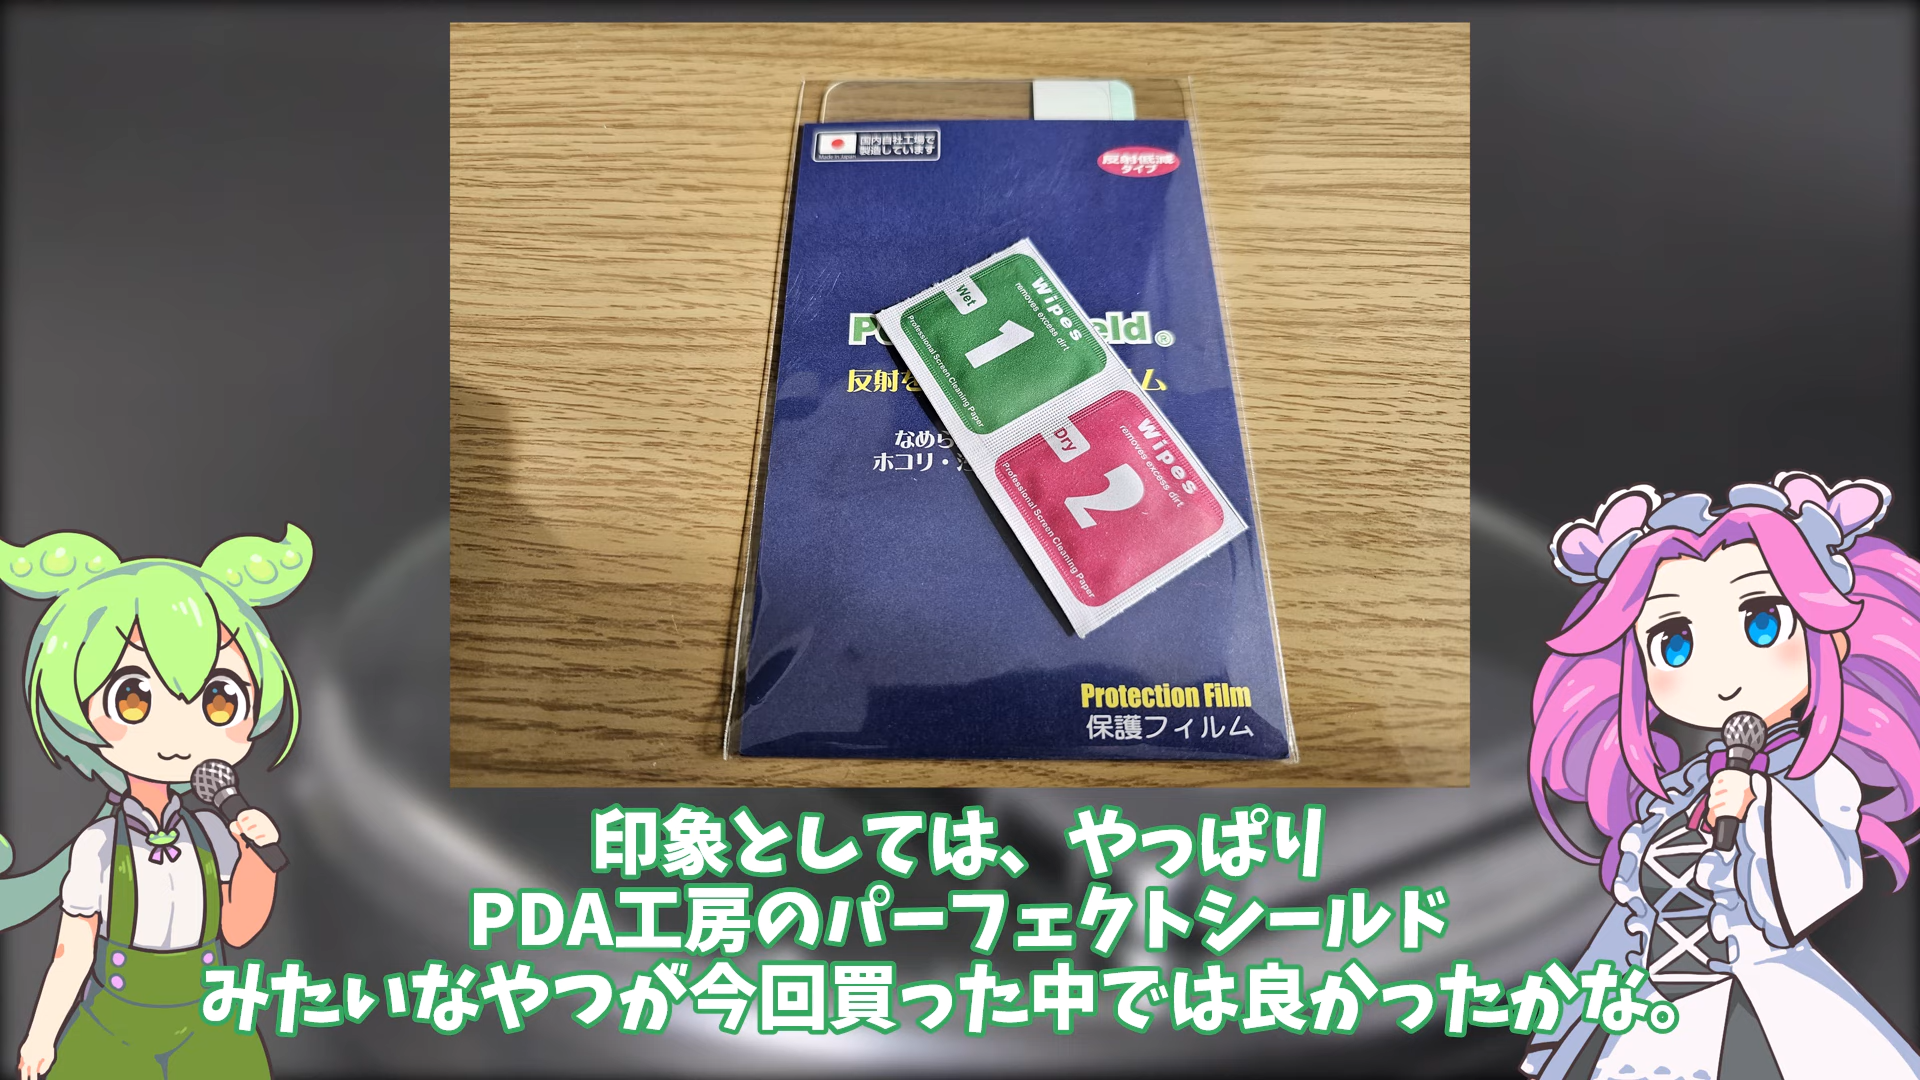 国内自社工場で
製造しています
Made in Japan
反射低減
タイプ
eld®
反射
ム
なめら
ホコリ・
Wet
1
Wipes
removes excess dirt
Professional Screen Cleaning Paper
Dry
2
Wipes
removes excess dirt
Professional Screen Cleaning Paper
Protection Film
保護フィルム
印象としては、やっぱり
PDA工房のパーフェクトシールド
みたいなやつが今回買った中では良かったかな。